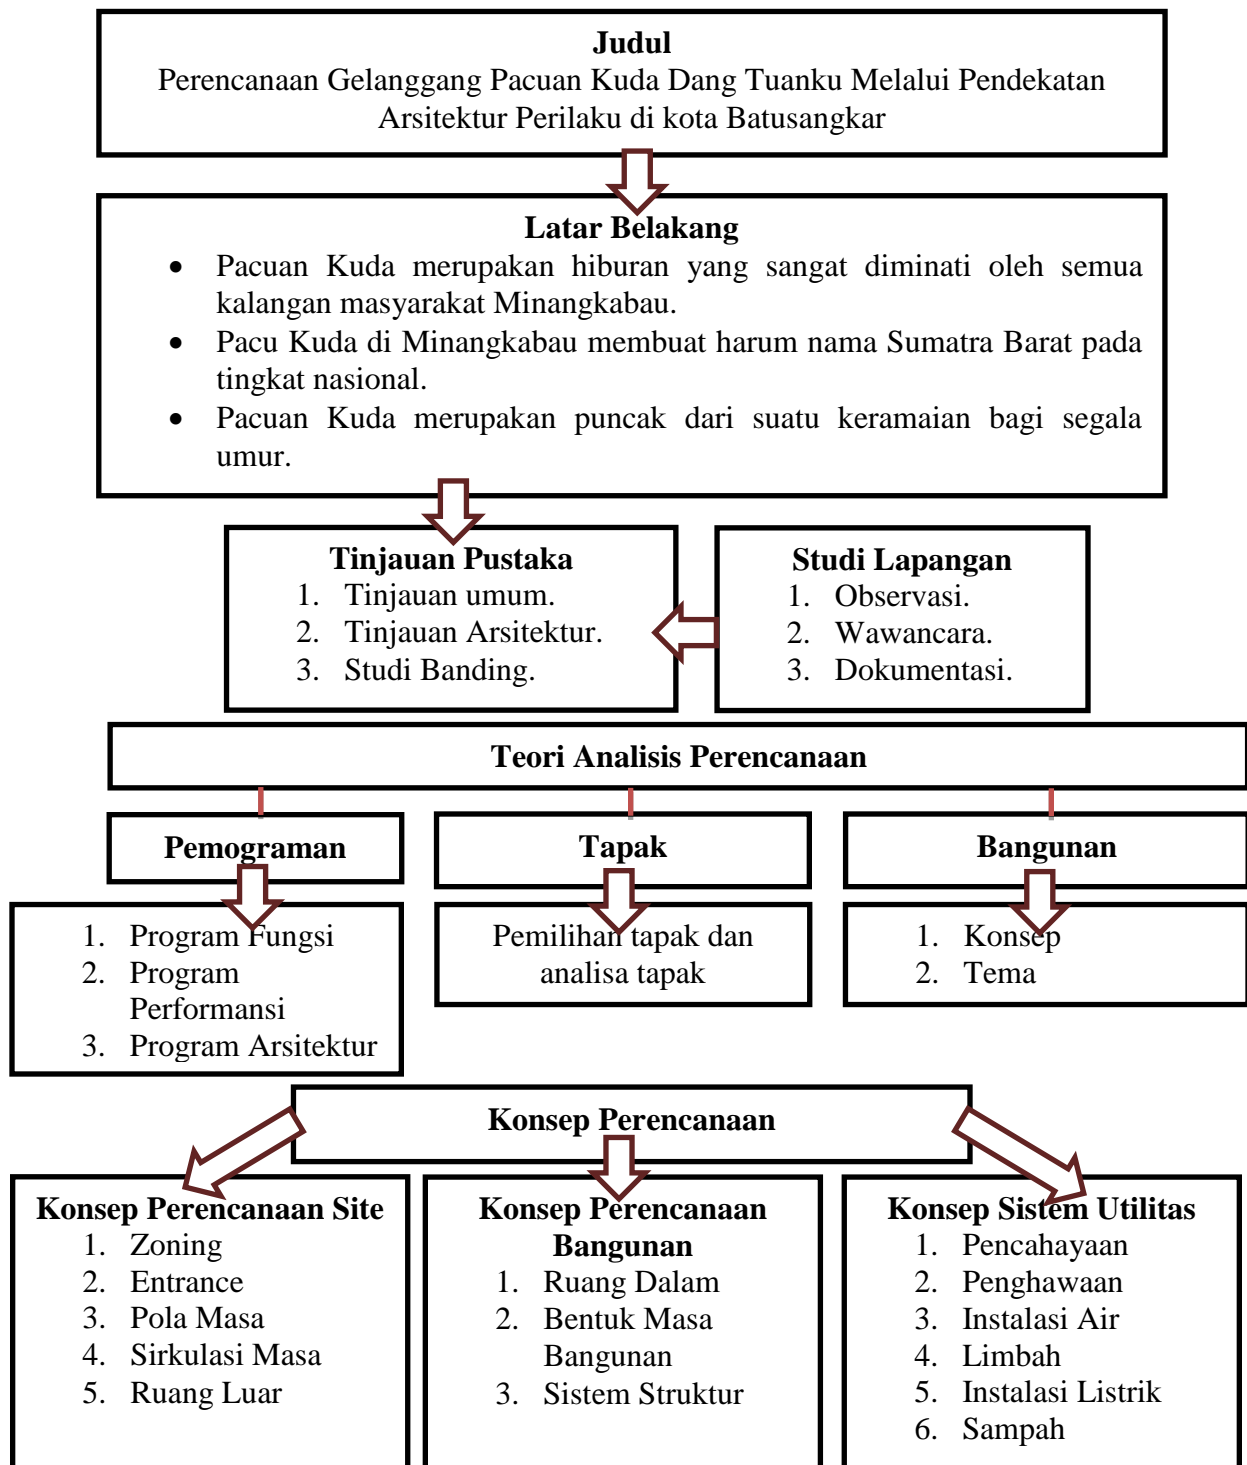 Judul
Perencanaan Gelanggang Pacuan Kuda Dang Tuanku Melalui Pendekatan
Arsitektur Perilaku di kota Batusangkar
Latar Belakang
• Pacuan Kuda merupakan hiburan yang sangat diminati oleh semua
kalangan masyarakat Minangkabau.
• Pacu Kuda di Minangkabau membuat harum nama Sumatra Barat pada
tingkat nasional.
• Pacuan Kuda merupakan puncak dari suatu keramaian bagi segala
umur.
Tinjauan Pustaka
1. Tinjauan umum.
2. Tinjauan Arsitektur.
3. Studi Banding.
Studi Lapangan
1. Observasi.
2. Wawancara.
3. Dokumentasi.
Teori Analisis Perencanaan
Pemograman
Tapak
Bangunan
1. Program Fungsi
2. Program
Performansi
3. Program Arsitektur
Pemilihan tapak dan
analisa tapak
1. Konsep
2. Tema
Konsep Perencanaan
Konsep Perencanaan Site
1. Zoning
2. Entrance
3. Pola Masa
4. Sirkulasi Masa
5. Ruang Luar
Konsep Perencanaan
Bangunan
1. Ruang Dalam
2. Bentuk Masa
Bangunan
3. Sistem Struktur
Konsep Sistem Utilitas
1. Pencahayaan
2. Penghawaan
3. Instalasi Air
4. Limbah
5. Instalasi Listrik
6. Sampah